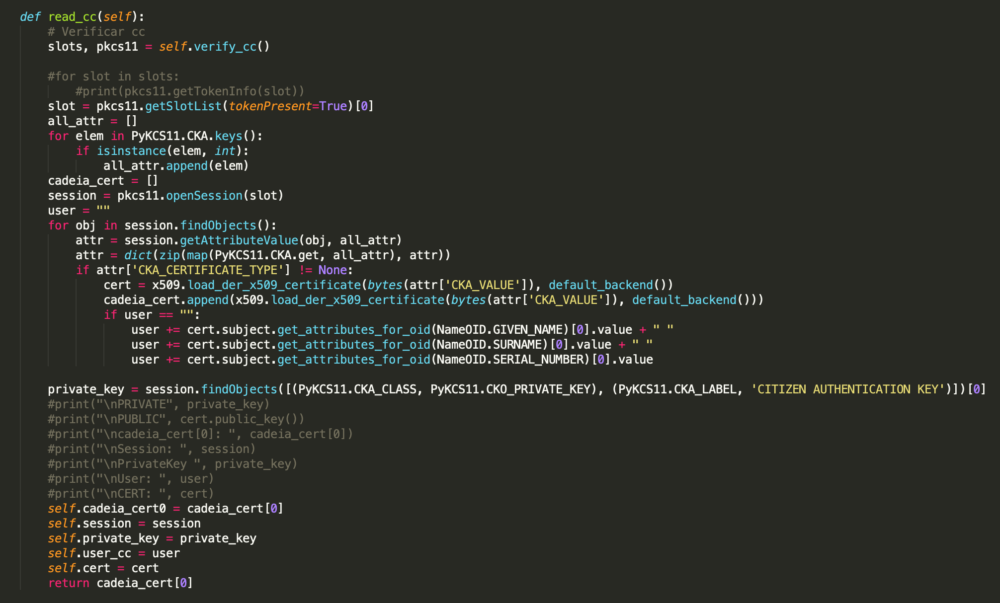 def read_cc(self):
    # Verificar cc
    slots, pkcs11 = self.verify_cc()

    #for slot in slots:
        #print(pkcs11.getTokenInfo(slot))
    slot = pkcs11.getSlotList(tokenPresent=True)[0]
    all_attr = []
    for elem in PyKCS11.CKA.keys():
        if isinstance(elem, int):
            all_attr.append(elem)
    cadeia_cert = []
    session = pkcs11.openSession(slot)
    user = ""
    for obj in session.findObjects():
        attr = session.getAttributeValue(obj, all_attr)
        attr = dict(zip(map(PyKCS11.CKA.get, all_attr), attr))
        if attr['CKA_CERTIFICATE_TYPE'] != None:
            cert = x509.load_der_x509_certificate(bytes(attr['CKA_VALUE']), default_backend())
            cadeia_cert.append(x509.load_der_x509_certificate(bytes(attr['CKA_VALUE']), default_backend()))
            if user == "":
                user += cert.subject.get_attributes_for_oid(NameOID.GIVEN_NAME)[0].value + " "
                user += cert.subject.get_attributes_for_oid(NameOID.SURNAME)[0].value + " "
                user += cert.subject.get_attributes_for_oid(NameOID.SERIAL_NUMBER)[0].value

    private_key = session.findObjects([(PyKCS11.CKA_CLASS, PyKCS11.CKO_PRIVATE_KEY), (PyKCS11.CKA_LABEL, 'CITIZEN AUTHENTICATION KEY')])[0]
    #print("\nPRIVATE", private_key)
    #print("\nPUBLIC", cert.public_key())
    #print("\ncadeia_cert[0]: ", cadeia_cert[0])
    #print("\nSession: ", session)
    #print("\nPrivateKey ", private_key)
    #print("\nUser: ", user)
    #print("\nCERT: ", cert)
    self.cadeia_cert0 = cadeia_cert[0]
    self.session = session
    self.private_key = private_key
    self.user_cc = user
    self.cert = cert
    return cadeia_cert[0]